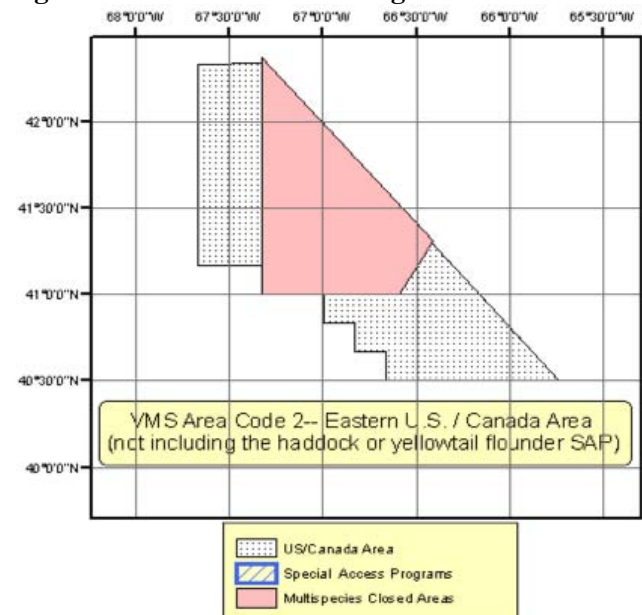 68°0'0"W 67°30'0"W 67°0'0"W 66°30'0"W 66°0'0"W 65°30'0"W
42°0'0"N
41°30'0"N
41°0'0"N
40°30'0"N
40°0'0"N
VMS Area Code 2-- Eastern U.S. / Canada Area
(not including the haddock or yellowtail flounder SAP)
US/Canada Area
Special Access Programs
Multispecies Closed Areas